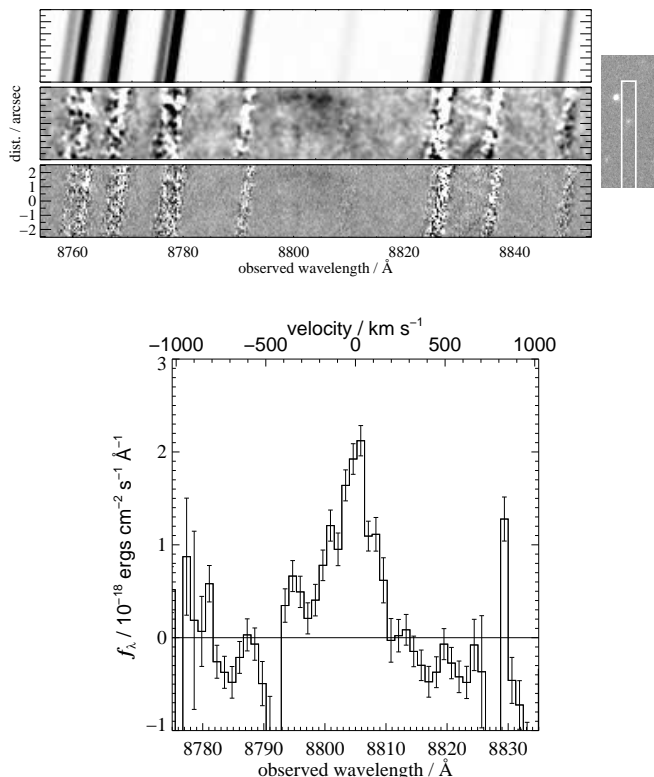 dist. / arcsec
2
1
0
−1
−2
8760 8780 8800 8820 8840
observed wavelength / Å
velocity / km s−1
−1000 −500 0 500 1000
3
2
1
0
−1
fλ / 10−18 ergs cm−2 s−1 Å−1
8780 8790 8800 8810 8820 8830
observed wavelength / Å